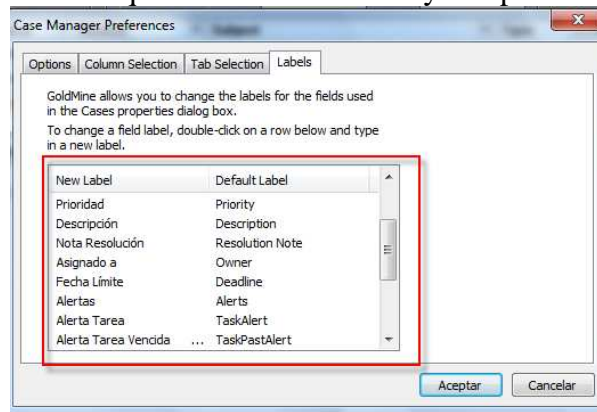 Case Manager Preferences
Options Column Selection Tab Selection Labels
GoldMine allows you to change the labels for the fields used
in the Cases properties dialog box.
To change a field label, double-click on a row below and type
in a new label.
New Label Default Label
Prioridad Priority
Descripción Description
Nota Resolución Resolution Note
Asignado a Owner
Fecha Límite Deadline
Alertas Alerts
Alerta Tarea TaskAlert
Alerta Tarea Vencida ... TaskPastAlert
Aceptar Cancelar